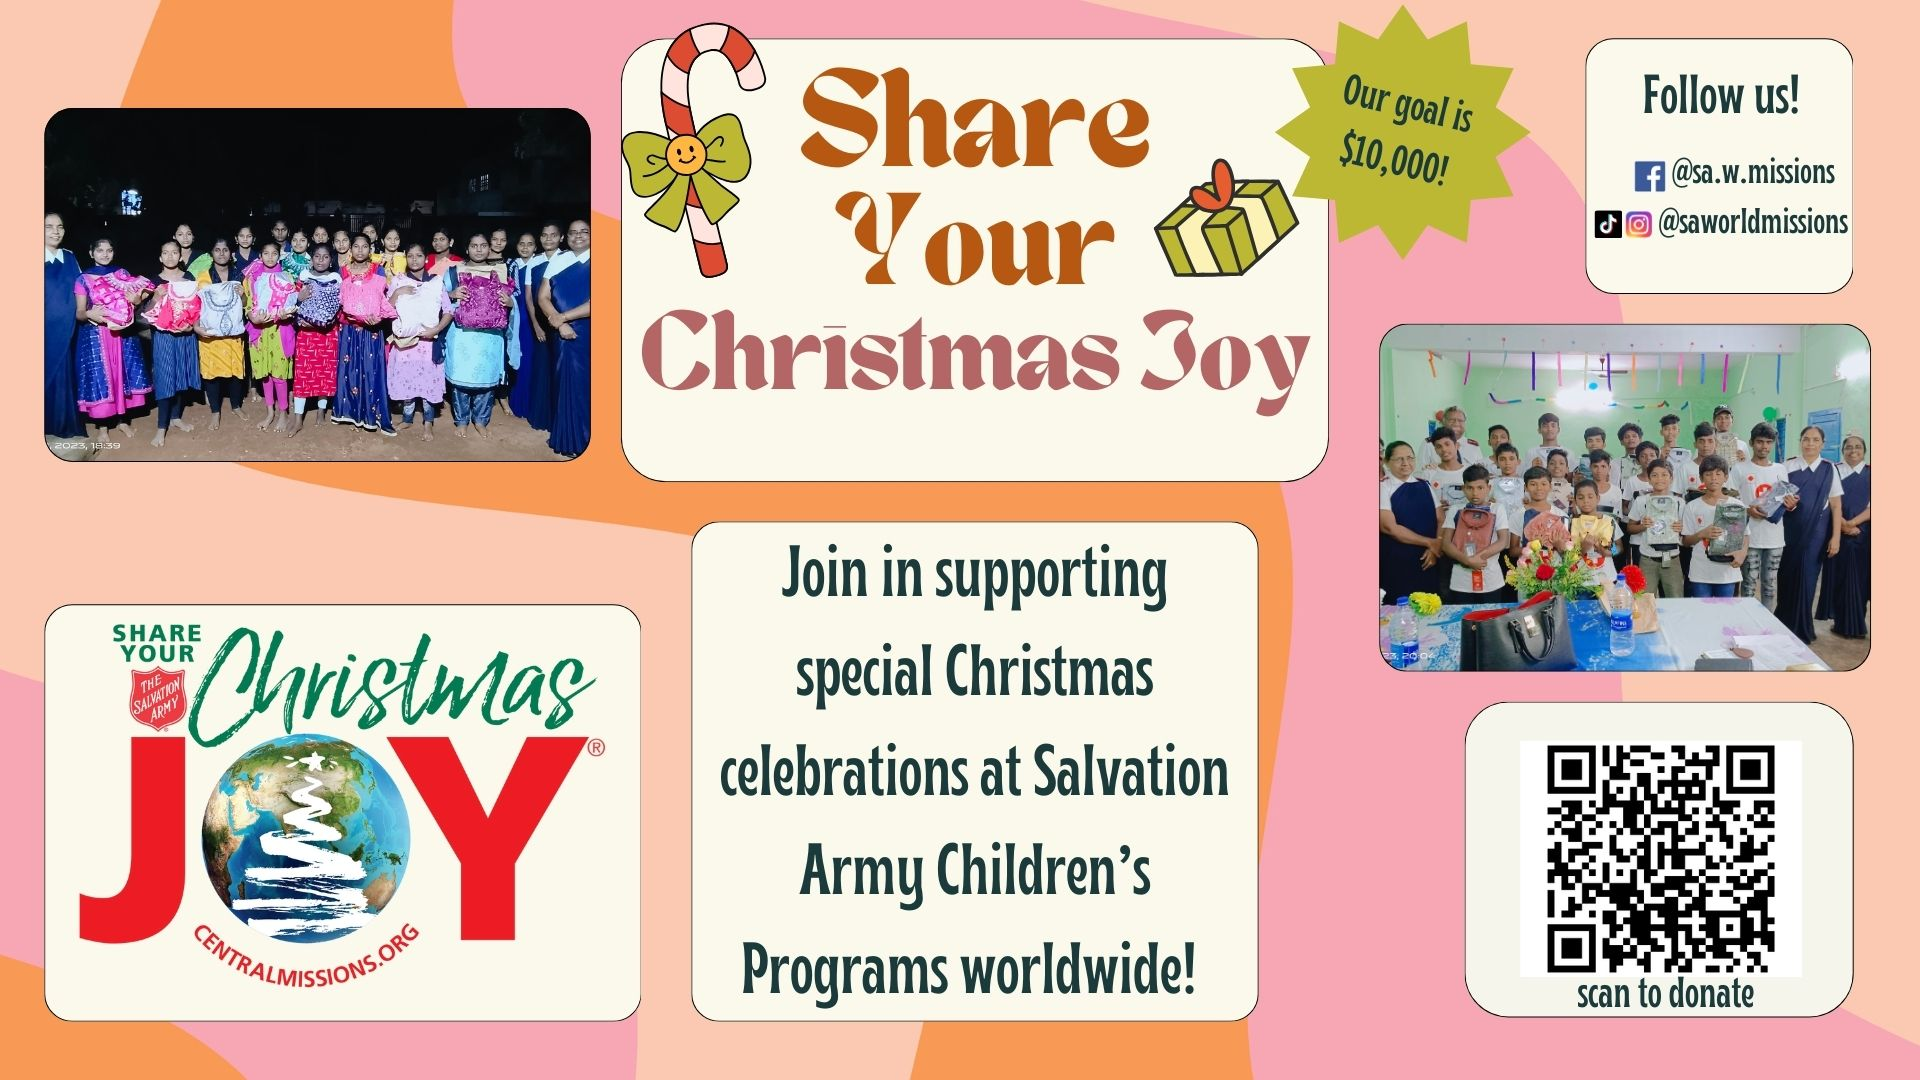 Share
Your
Christmas Joy
Our goal is
$10,000!
Follow us!
@sa.w.missions
@saworldmissions
2023, 18:39
23, 20:04
SHARE
YOUR
Christmas
THE
SALVATION
ARMY
JOY®
CENTRALMISSIONS.ORG
Join in supporting
special Christmas
celebrations at Salvation
Army Children’s
Programs worldwide!
scan to donate